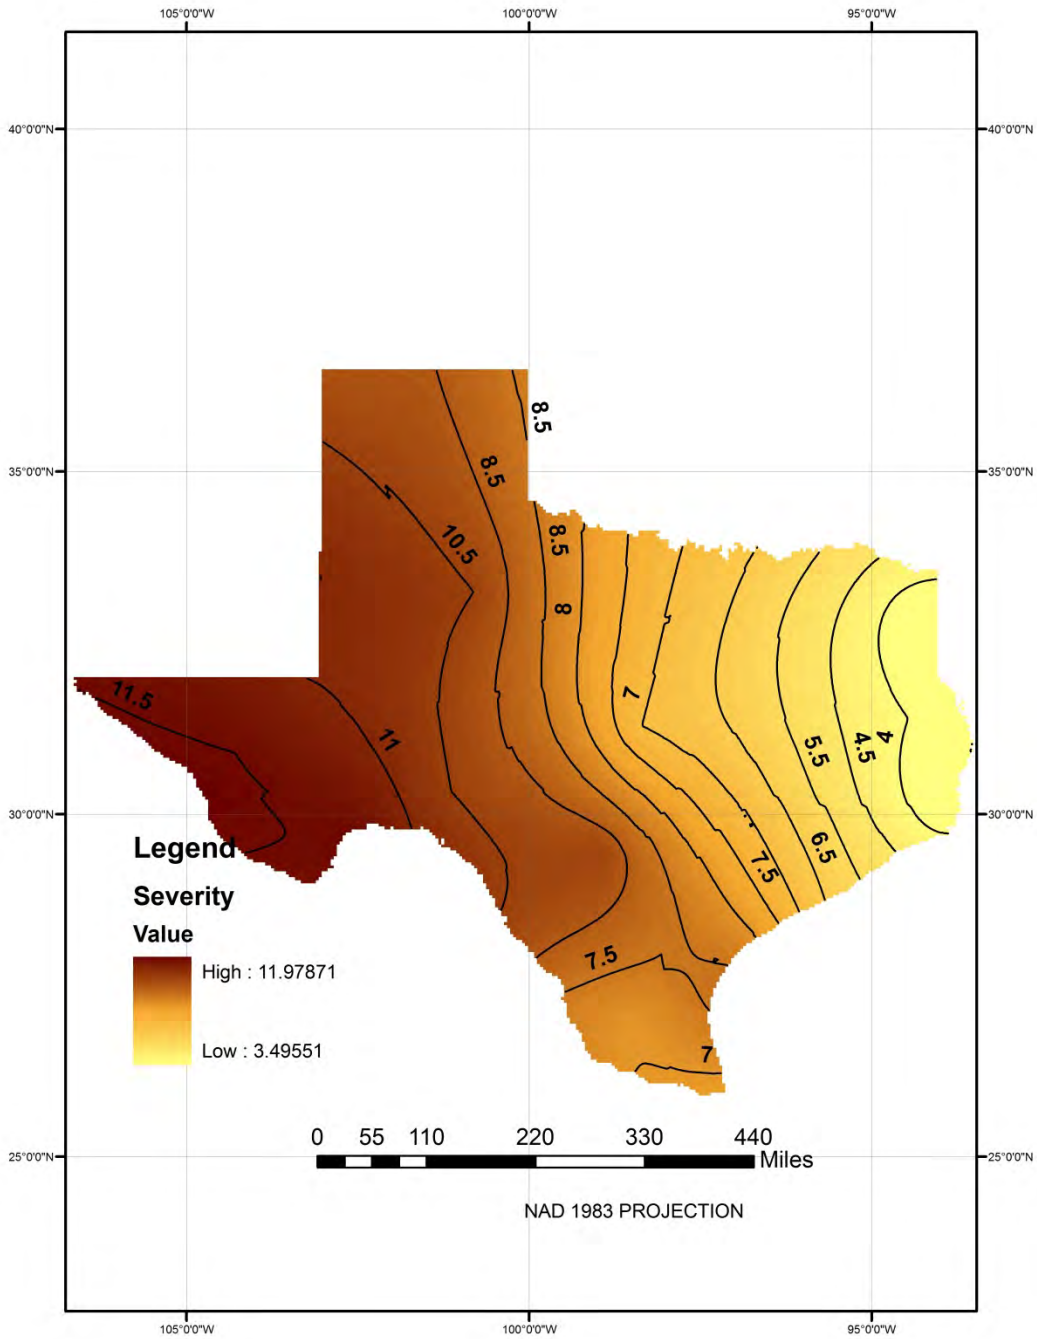 105°0'0"W 100°0'0"W 95°0'0"W
40°0'0"N 40°0'0"N
8.5
35°0'0"N 8.5 35°0'0"N
8.5
10.5
8
11.5
7
11 5.5 4.5 4
30°0'0"N 30°0'0"N
Legend 6.5
7.5
Severity
Value
7.5
High : 11.97871
Low : 3.49551
7
0 55 110 220 330 440
25°0'0"N Miles 25°0'0"N
NAD 1983 PROJECTION
105°0'0"W 100°0'0"W 95°0'0"W